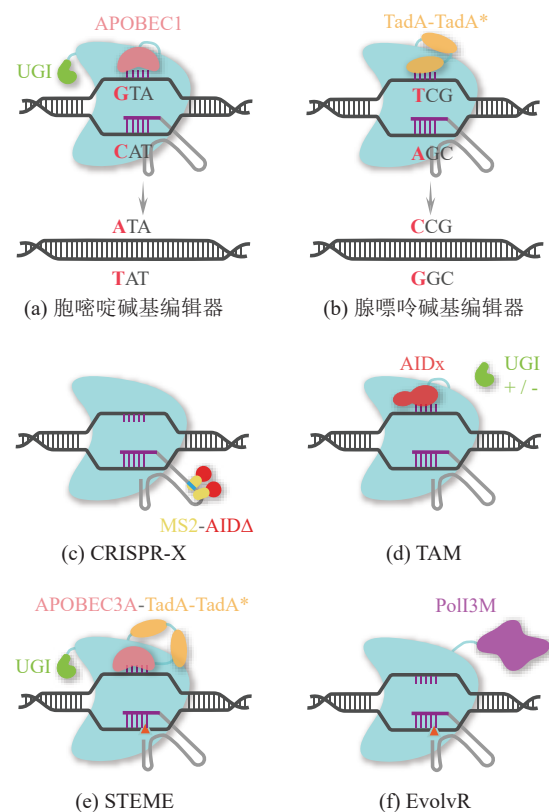 APOBEC1
UGI
GTA
CAT
ATA
TAT
(a) 胞嘧啶碱基编辑器
TadA-TadA*
TCG
AGC
CCG
GGC
(b) 腺嘌呤碱基编辑器
MS2-AIDΔ
(c) CRISPR-X
AIDx
UGI
+ / -
(d) TAM
APOBEC3A-TadA-TadA*
UGI
(e) STEME
PolI3M
(f) EvolvR